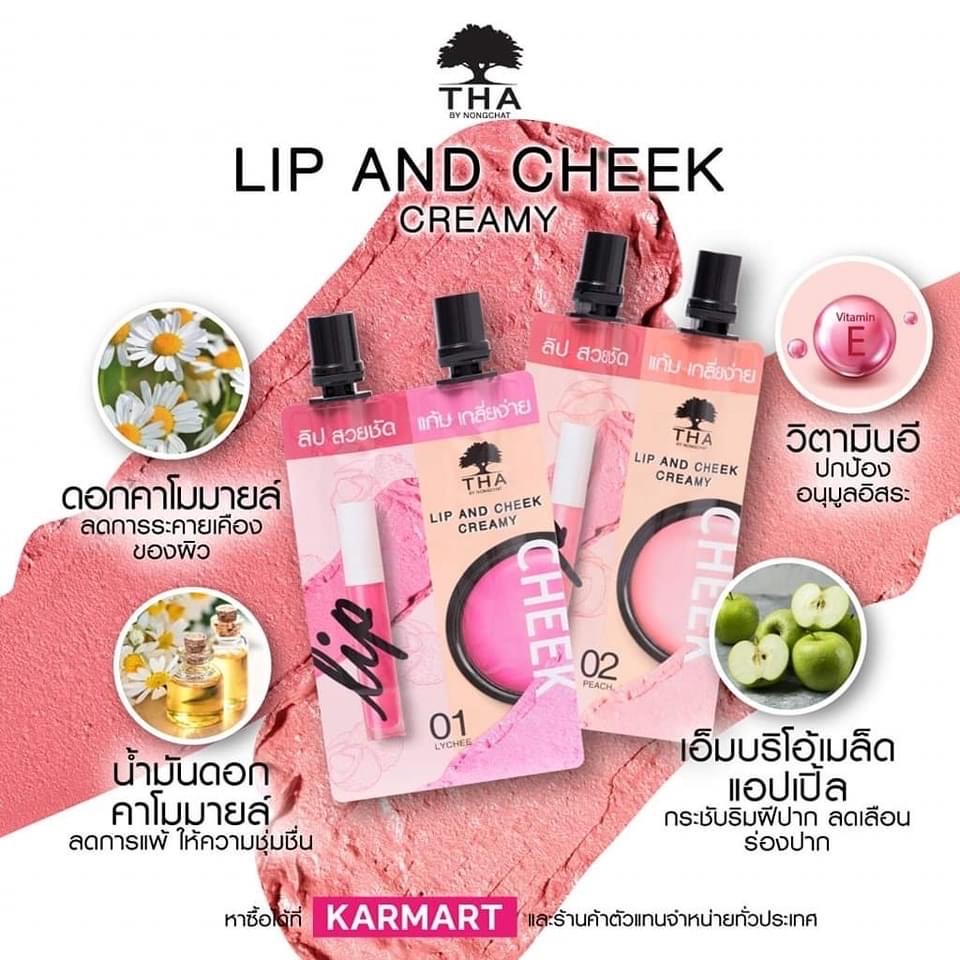 THA
BY NONGCHAT
LIP AND CHEEK
CREAMY
ดอกคาโมมายล์
ลดการระคายเคือง
ของผิว
น้ำมันดอก
คาโมมายล์
ลดการแพ้ ให้ความชุ่มชื่น
ลิป สวยชัด
แก้ม เกลี่ยง่าย
THA
BY NONGCHAT
LIP AND CHEEK
CREAMY
lip
CHEEK
01
LYCHEE
ลิป สวยชัด
แก้ม เกลี่ยง่าย
THA
BY NONGCHAT
LIP AND CHEEK
CREAMY
CHEEK
02
PEACH
Vitamin
E
วิตามินอี
ปกป้อง
อนุมูลอิสระ
เอ็มบริโอ้เมล็ด
แอปเปิ้ล
กระชับริมฝีปาก ลดเลือน
ร่องปาก
หาซื้อได้ที่ KARMART และร้านค้าตัวแทนจำหน่ายทั่วประเทศ